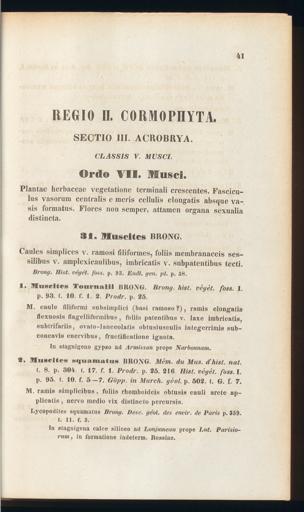 41
REGIO II. CORMOPHYTA.
SECTIO III. ACROBRYA.
CLASSIS V. MUSCI.
Ordo VII. Musci.
Plantae herbaceae vegetatione terminali crescentes. Fascicu-
lus vasorum centralis e meris cellulis elongatis absque va-
sis formatus. Flores non semper, attamen organa sexualia
distincta.
31. Muscites BRONG.
Caules simplices v. ramosi filiformes, foliis membranaceis ses-
silibus v. amplexicaulibus, imbricatis v. subpatentibus tecti.
Brong. Hist. végét. foss. p. 93. Endl. gen. pl. p. 58.
1. Muscites Tournalii BRONG. Brong. hist. végét. foss. I.
p. 93. t. 10. f. 1. 2. Prodr. p. 25.
M. caule filiformi subsimplici (basi ramoso?), ramis elongatis
flexuosis flagelliformibus, foliis patentibus v. laxe imbricatis,
subtrifariis, ovato-lanceolatis obtusiusculis integerrimis sub-
concavis enervibus, fructificatione ignota.
In stagnigeno gypso ad Armissan prope Narbonnam.
2. Muscites squamatus BRONG. Mém. du Mus. d'hist. nat.
t. 8. p. 504. t. 17. f. 1. Prodr. p. 25. 216. Hist. végét. foss. I.
p. 95. t. 10. f. 5—7. Göpp. in March. géol. p. 502. t. G. f. 7.
M. ramis simplicibus, foliis rhomboideis obtusis cauli arcte ap-
plicatis, nervo medio vix distincto percursis.
Lycopodites squamatus Brong. Desc. géol. des envir. de Paris p. 359.
t. 11. f. 3.
In stagnigena calce silicea ad Lonjumeau prope Lut. Parisio-
rum, in formatione indeterm. Rossiae.